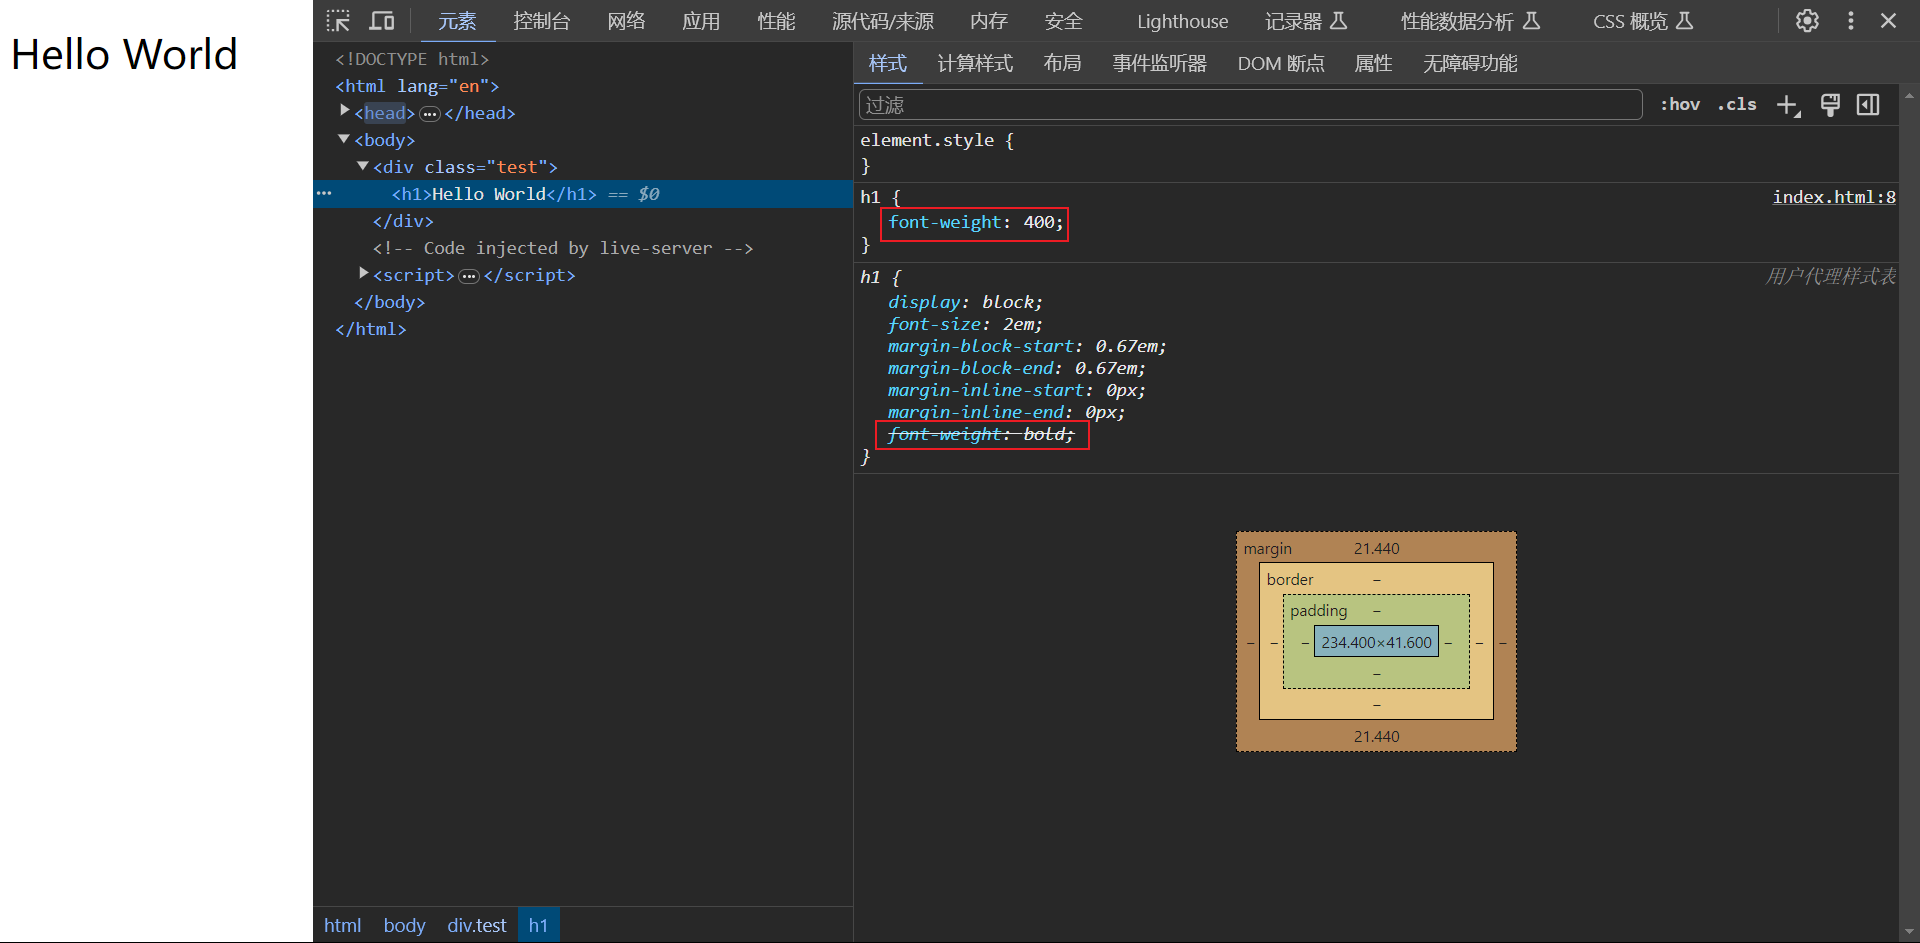 Hello World
元素 控制台 网络 应用 性能 源代码/来源 内存 安全 Lighthouse 记录器 性能数据分析 CSS 概览
<!DOCTYPE html>
<html lang="en">
<head>…</head>
<body>
<div class="test">
<h1>Hello World</h1> == $0
</div>
<!-- Code injected by live-server -->
<script>…</script>
</body>
</html>
html body div.test h1
样式 计算样式 布局 事件监听器 DOM 断点 属性 无障碍功能
过滤 :hov .cls
element.style {
}
h1 { index.html:8
font-weight: 400;
}
h1 { 用户代理样式表
display: block;
font-size: 2em;
margin-block-start: 0.67em;
margin-block-end: 0.67em;
margin-inline-start: 0px;
margin-inline-end: 0px;
font-weight: bold;
}
margin 21.440
border –
padding –
– – – 234.400×41.600 – – –
–
–
21.440